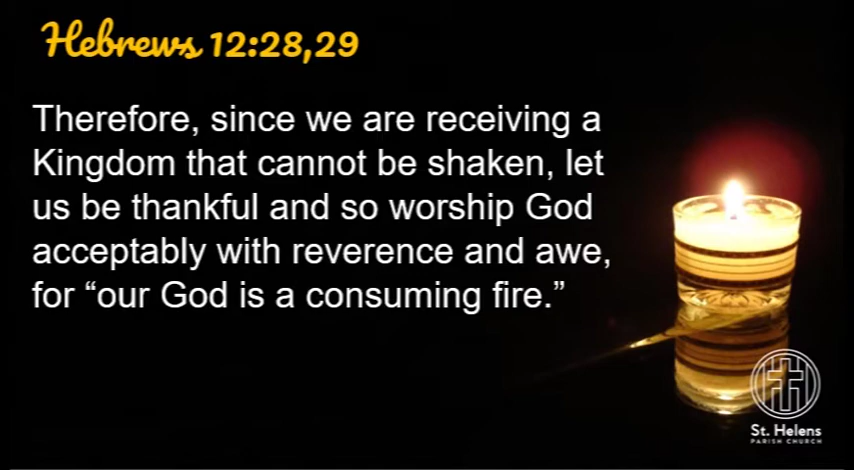 Hebrews 12:28,29
Therefore, since we are receiving a
Kingdom that cannot be shaken, let
us be thankful and so worship God
acceptably with reverence and awe,
for “our God is a consuming fire.”
St. Helens
PARISH CHURCH